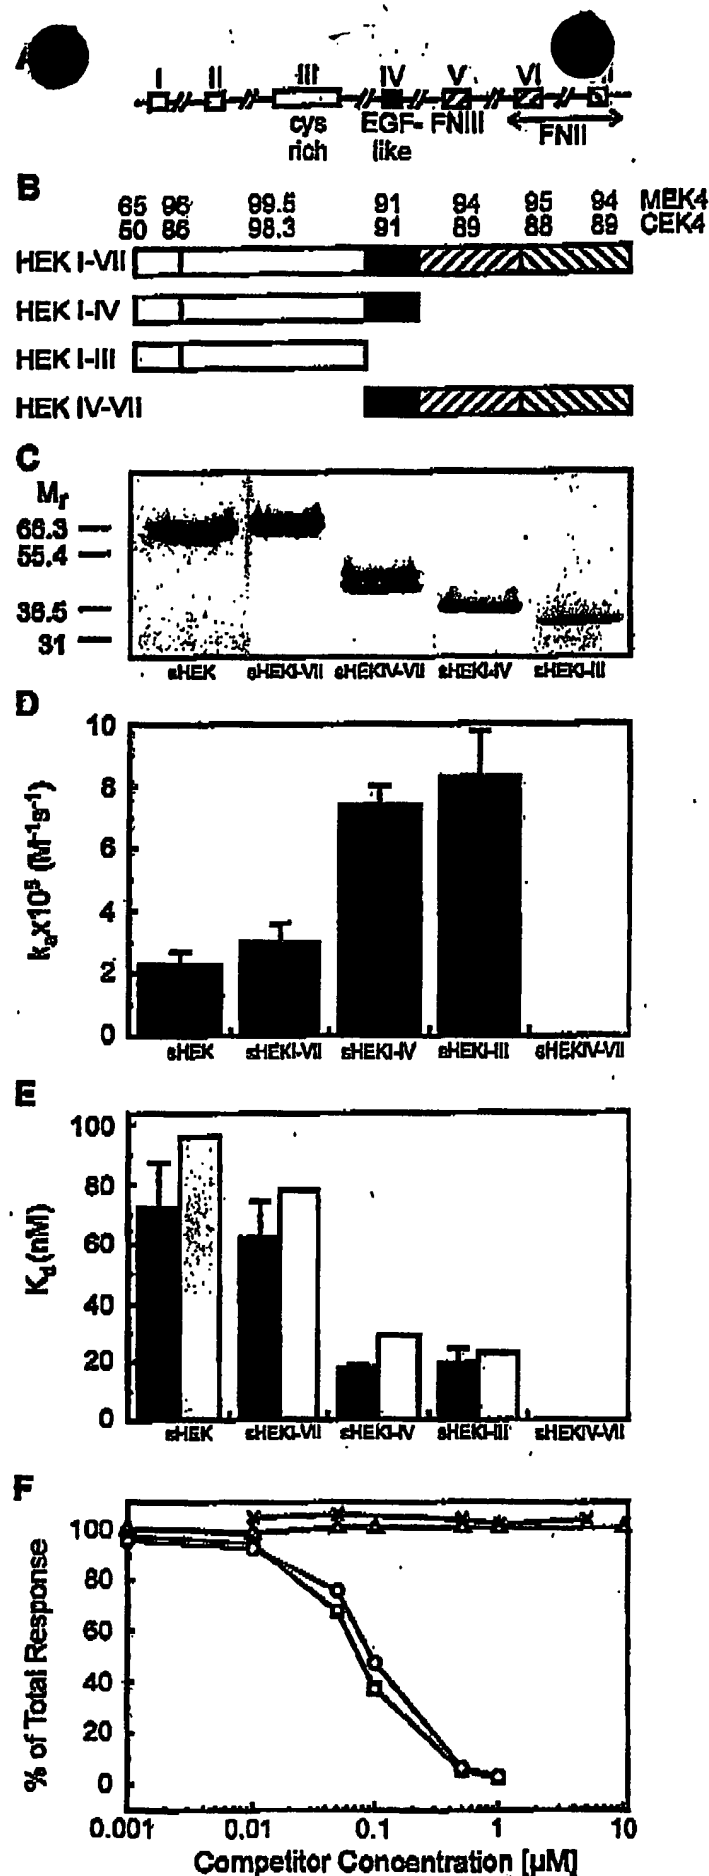 I II III IV V VI
cys EGF- FNIII FNII
rich like
B
65 96 99.5 91 94 95 94 MEK4
50 86 98.3 91 89 88 89 CEK4
HEK I-VII
HEK I-IV
HEK I-III
HEK IV-VII
C
Mr
66.3
55.4
36.5
31
sHEK sHEKI-VII sHEKIV-VII sHEKI-IV sHEKI-III
D
10
8
6
4
2
0
kax10⁵ (M⁻¹s⁻¹)
sHEK sHEKI-VII sHEKI-IV sHEKI-III sHEKIV-VII
E
100
80
60
40
20
0
Kd (nM)
sHEK sHEKI-VII sHEKI-IV sHEKI-III sHEKIV-VII
F
100
80
60
40
20
0
% of Total Response
0.001 0.01 0.1 1 10
Competitor Concentration [µM]